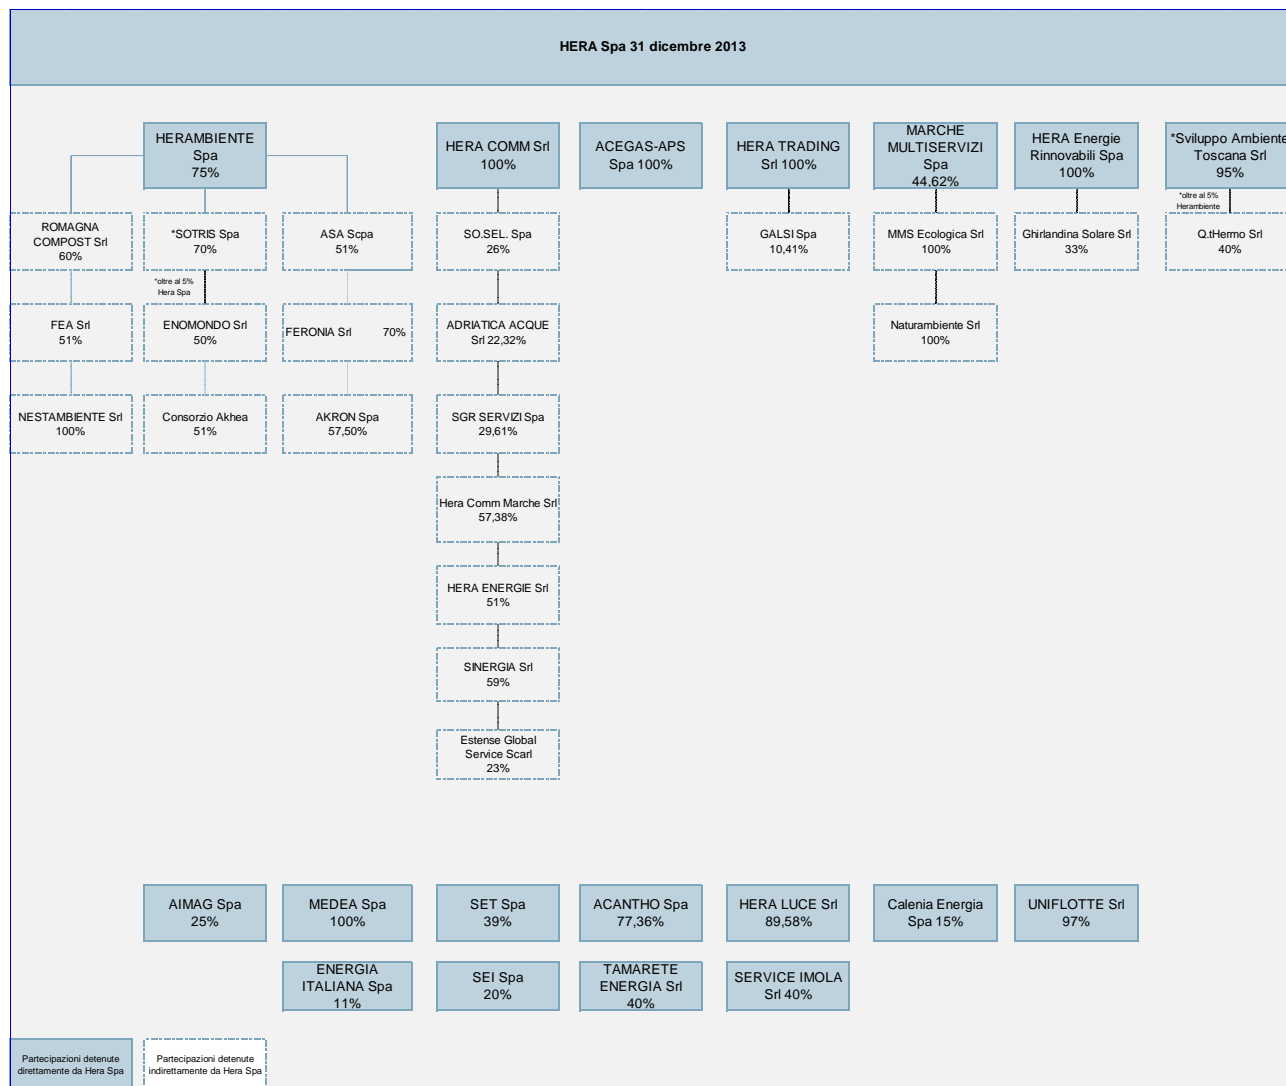 HERA Spa 31 dicembre 2013
HERAMBIENTE
Spa
75%
HERA COMM Srl
100%
ACEGAS-APS
Spa 100%
HERA TRADING
Srl 100%
MARCHE
MULTISERVIZI
Spa
44,62%
HERA Energie
Rinnovabili Spa
100%
*Sviluppo Ambiente
Toscana Srl
95%
*oltre al 5%
Herambiente
ROMAGNA
COMPOST Srl
60%
*SOTRIS Spa
70%
ASA Scpa
51%
SO.SEL. Spa
26%
GALSI Spa
10,41%
MMS Ecologica Srl
100%
Ghirlandina Solare Srl
33%
Q.tHermo Srl
40%
*oltre al 5%
Hera Spa
FEA Srl
51%
ENOMONDO Srl
50%
FERONIA Srl 70%
ADRIATICA ACQUE
Srl 22,32%
Naturambiente Srl
100%
NESTAMBIENTE Srl
100%
Consorzio Akhea
51%
AKRON Spa
57,50%
SGR SERVIZI Spa
29,61%
Hera Comm Marche Srl
57,38%
HERA ENERGIE Srl
51%
SINERGIA Srl
59%
Estense Global
Service Scarl
23%
AIMAG Spa
25%
MEDEA Spa
100%
SET Spa
39%
ACANTHO Spa
77,36%
HERA LUCE Srl
89,58%
Calenia Energia
Spa 15%
UNIFLOTTE Srl
97%
ENERGIA
ITALIANA Spa
11%
SEI Spa
20%
TAMARETE
ENERGIA Srl
40%
SERVICE IMOLA
Srl 40%
Partecipazioni detenute
direttamente da Hera Spa
Partecipazioni detenute
indirettamente da Hera Spa